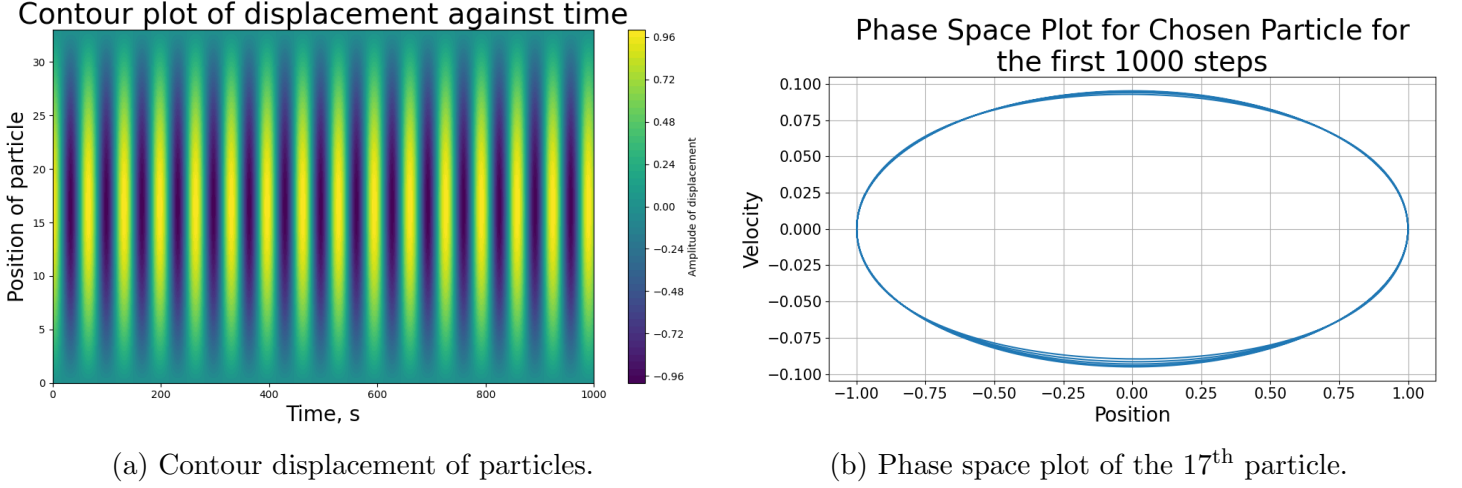 Contour plot of displacement against time
Position of particle
30
25
20
15
10
5
0
0 200 400 600 800 1000
Time, s
0.96
0.72
0.48
0.24
0.00
−0.24
−0.48
−0.72
−0.96
Amplitude of displacement
(a) Contour displacement of particles.
Phase Space Plot for Chosen Particle for
the first 1000 steps
Velocity
0.100
0.075
0.050
0.025
0.000
−0.025
−0.050
−0.075
−0.100
−1.00 −0.75 −0.50 −0.25 0.00 0.25 0.50 0.75 1.00
Position
(b) Phase space plot of the 17th particle.